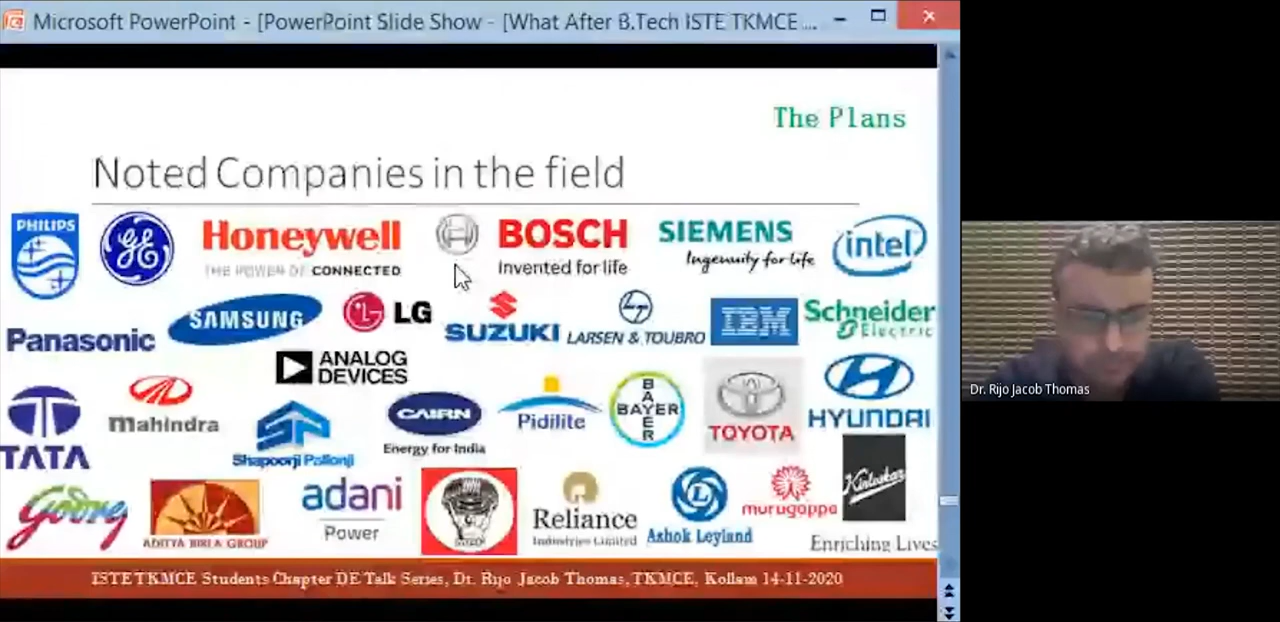 Microsoft PowerPoint - [PowerPoint Slide Show - [What After B.Tech ISTE TKMCE ...
The Plans
Noted Companies in the field
PHILIPS
GE
Honeywell
THE POWER OF CONNECTED
BOSCH
Invented for life
SIEMENS
Ingenuity for life
intel
Panasonic
SAMSUNG
LG
SUZUKI
LARSEN & TOUBRO
IBM
Schneider
Electric
ANALOG
DEVICES
TATA
Mahindra
Shapoorji Pallonji
CAIRN
Energy for India
Pidilite
BAYER
BAYER
TOYOTA
HYUNDAI
Godrej
ADITYA BIRLA GROUP
adani
Power
Reliance
Industries Limited
Ashok Leyland
murugappa
Kirloskar
Enriching Lives
ISTE TKMCE Students Chapter DE Talk Series, Dr. Rijo Jacob Thomas, TKMCE, Kollam 14-11-2020
Dr. Rijo Jacob Thomas